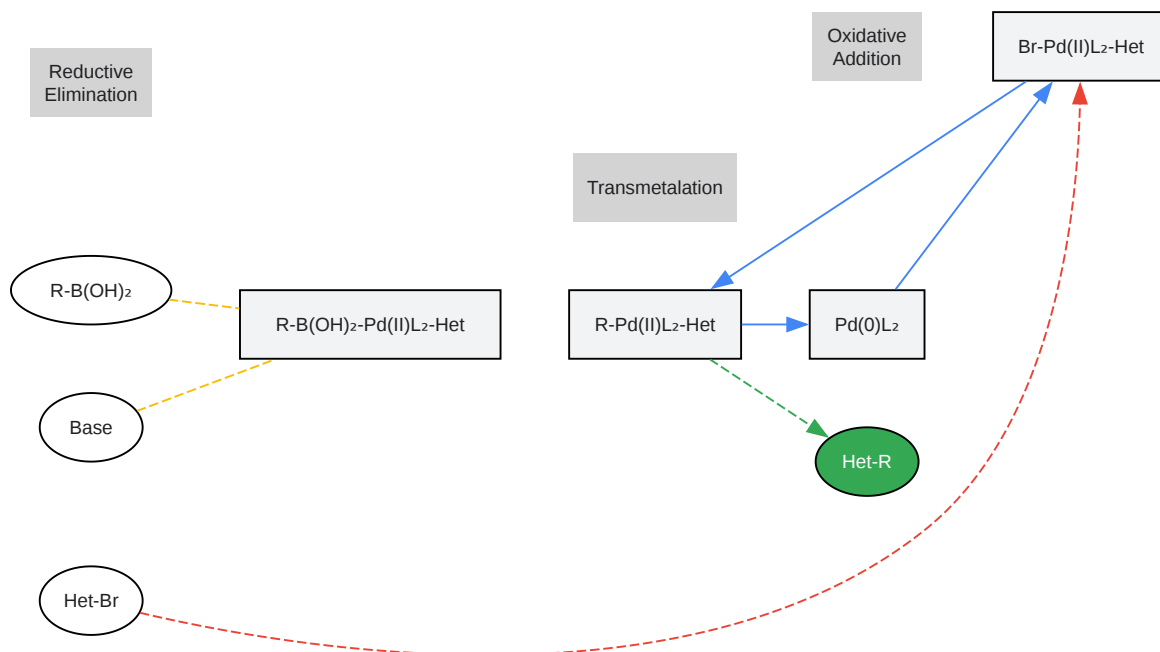 Oxidative
Addition
Br-Pd(II)L₂-Het
Reductive
Elimination
Transmetalation
R-B(OH)₂
R-B(OH)₂-Pd(II)L₂-Het
R-Pd(II)L₂-Het
Pd(0)L₂
Base
Het-R
Het-Br